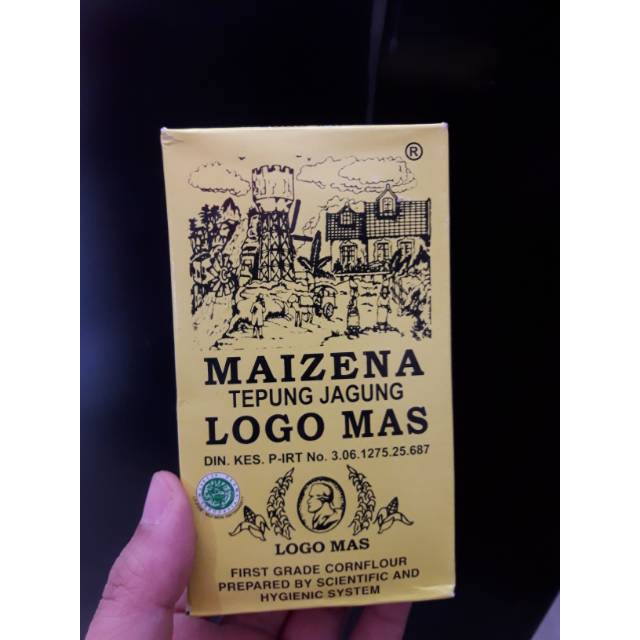 ®
MAIZENA
TEPUNG JAGUNG
LOGO MAS
DIN. KES. P-IRT No. 3.06.1275.25.687
LOGO MAS
FIRST GRADE CORNFLOUR
PREPARED BY SCIENTIFIC AND
HYGIENIC SYSTEM